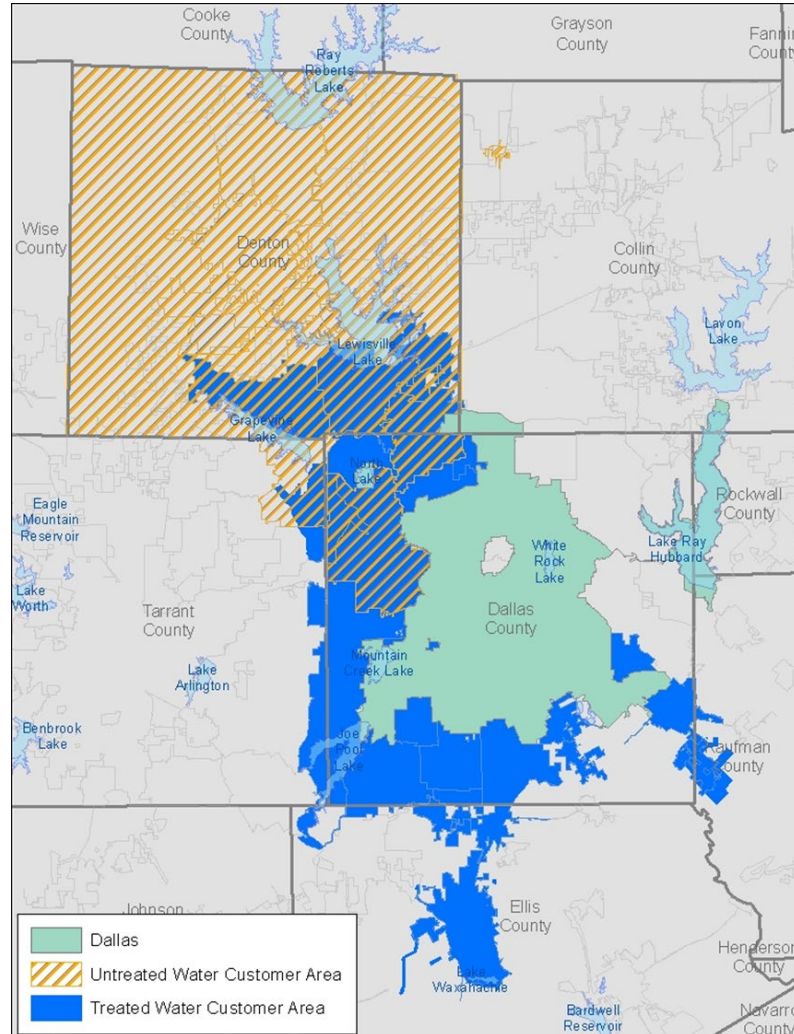 Cooke
County
Grayson
County
Fannin
County
Ray
Roberts
Lake
Wise
County
Denton
County
Collin
County
Lavon
Lake
Lewisville
Lake
Grapevine
Lake
North
Lake
Eagle
Mountain
Reservoir
Rockwall
County
Lake Ray
Hubbard
White
Rock
Lake
Lake
Worth
Tarrant
County
Dallas
County
Mountain
Creek Lake
Lake
Arlington
Benbrook
Lake
Joe
Pool
Lake
Kaufman
County
Johnson
Ellis
County
Henderson
County
Lake
Waxahachie
Bardwell
Reservoir
Navarro
County
Dallas
Untreated Water Customer Area
Treated Water Customer Area